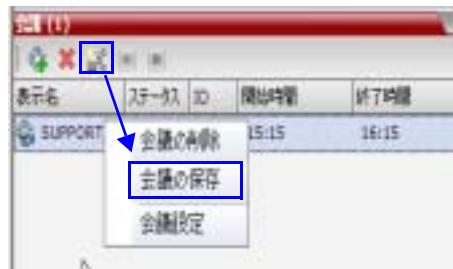 会議 (1)
表示名 ステータス ID 開始時間 終了時間
SUPPORT 15:15 16:15
会議の削除
会議の保存
会議設定